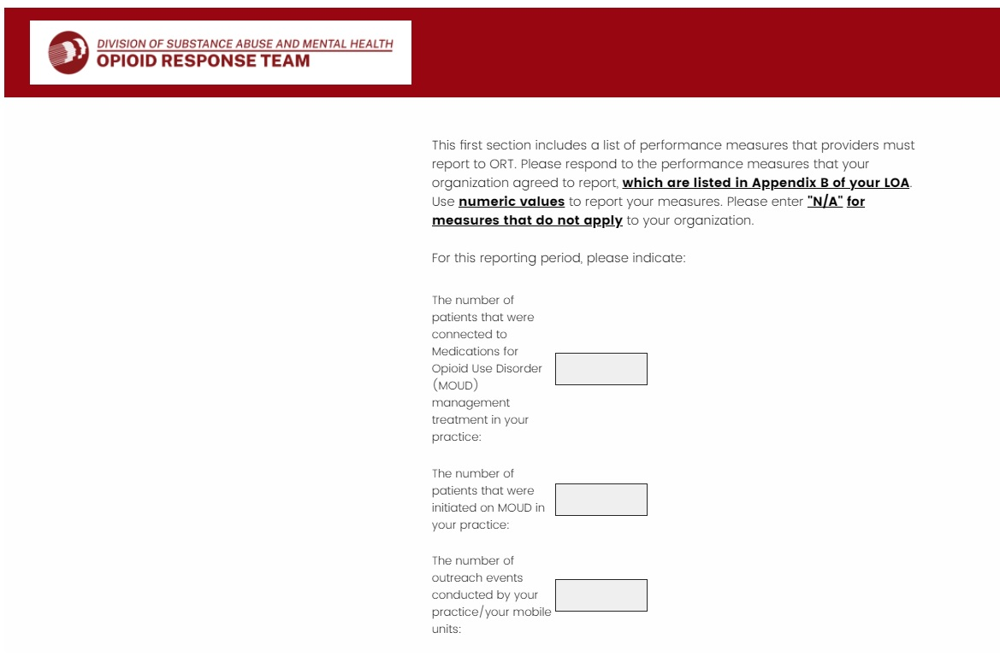 DIVISION OF SUBSTANCE ABUSE AND MENTAL HEALTH
OPIOID RESPONSE TEAM
This first section includes a list of performance measures that providers must
report to ORT. Please respond to the performance measures that your
organization agreed to report, which are listed in Appendix B of your LOA.
Use numeric values to report your measures. Please enter "N/A" for
measures that do not apply to your organization.
For this reporting period, please indicate:
The number of
patients that were
connected to
Medications for
Opioid Use Disorder
(MOUD)
management
treatment in your
practice:
The number of
patients that were
initiated on MOUD in
your practice:
The number of
outreach events
conducted by your
practice/your mobile
units: